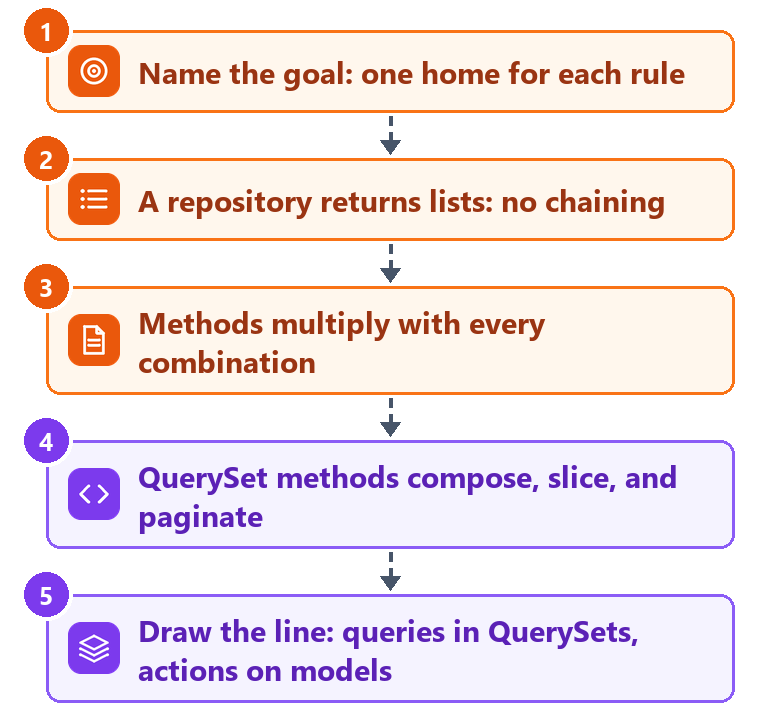 1
Name the goal: one home for each rule
2
A repository returns lists: no chaining
3
Methods multiply with every
combination
4
QuerySet methods compose, slice, and
paginate
5
Draw the line: queries in QuerySets,
actions on models